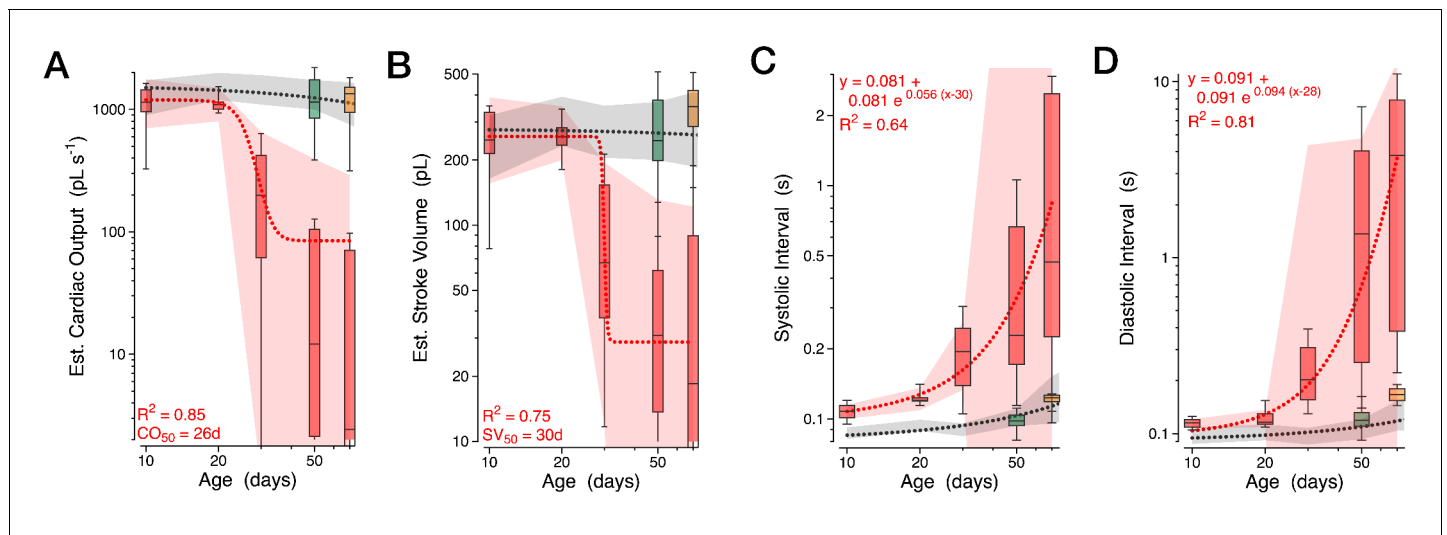 A
Est. Cardiac Output (pL s⁻¹)
1000
100
10
R² = 0.85
CO₅₀ = 26d
10 20 50
Age (days)
B
Est. Stroke Volume (pL)
500
200
100
50
20
10
R² = 0.75
SV₅₀ = 30d
10 20 50
Age (days)
C
y = 0.081 +
0.081 e^0.056 (x-30)
R² = 0.64
Systolic Interval (s)
2
1
0.5
0.2
0.1
10 20 50
Age (days)
D
y = 0.091 +
0.091 e^0.094 (x-28)
R² = 0.81
Diastolic Interval (s)
10
1
0.1
10 20 50
Age (days)